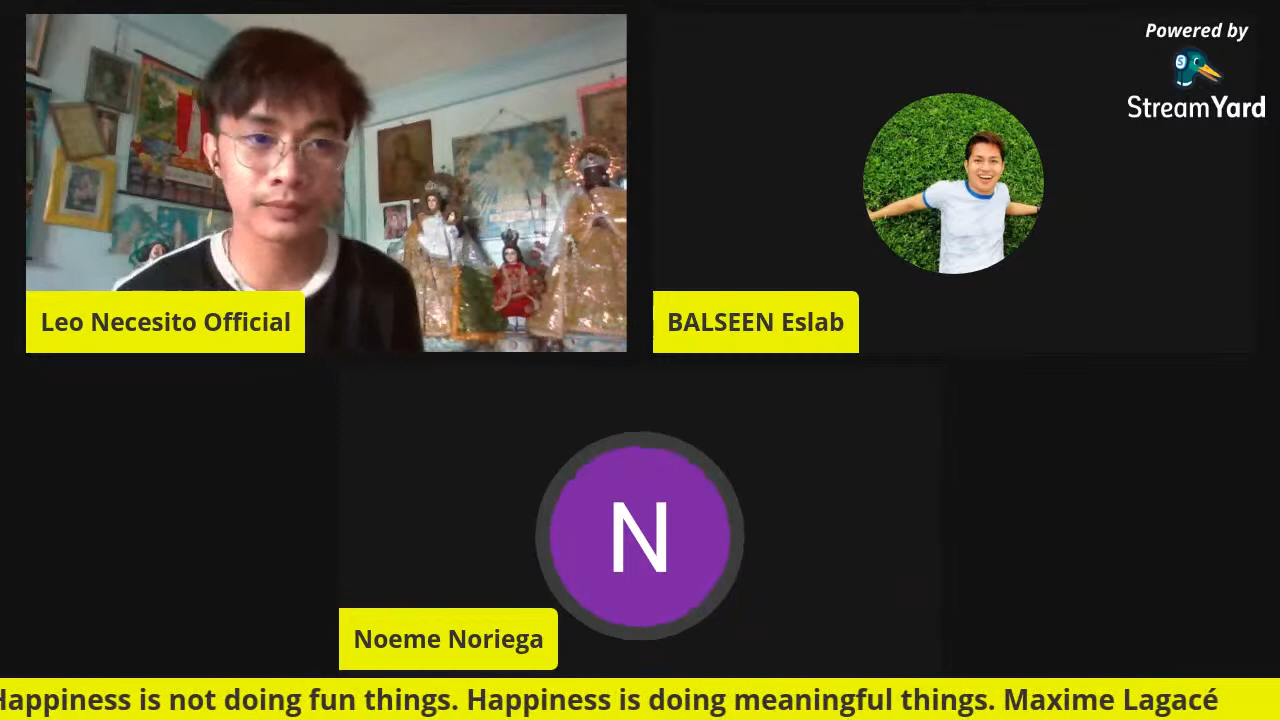 Powered by
StreamYard
Leo Necesito Official
BALSEEN Eslab
N
Noeme Noriega
Happiness is not doing fun things. Happiness is doing meaningful things. Maxime Lagacé